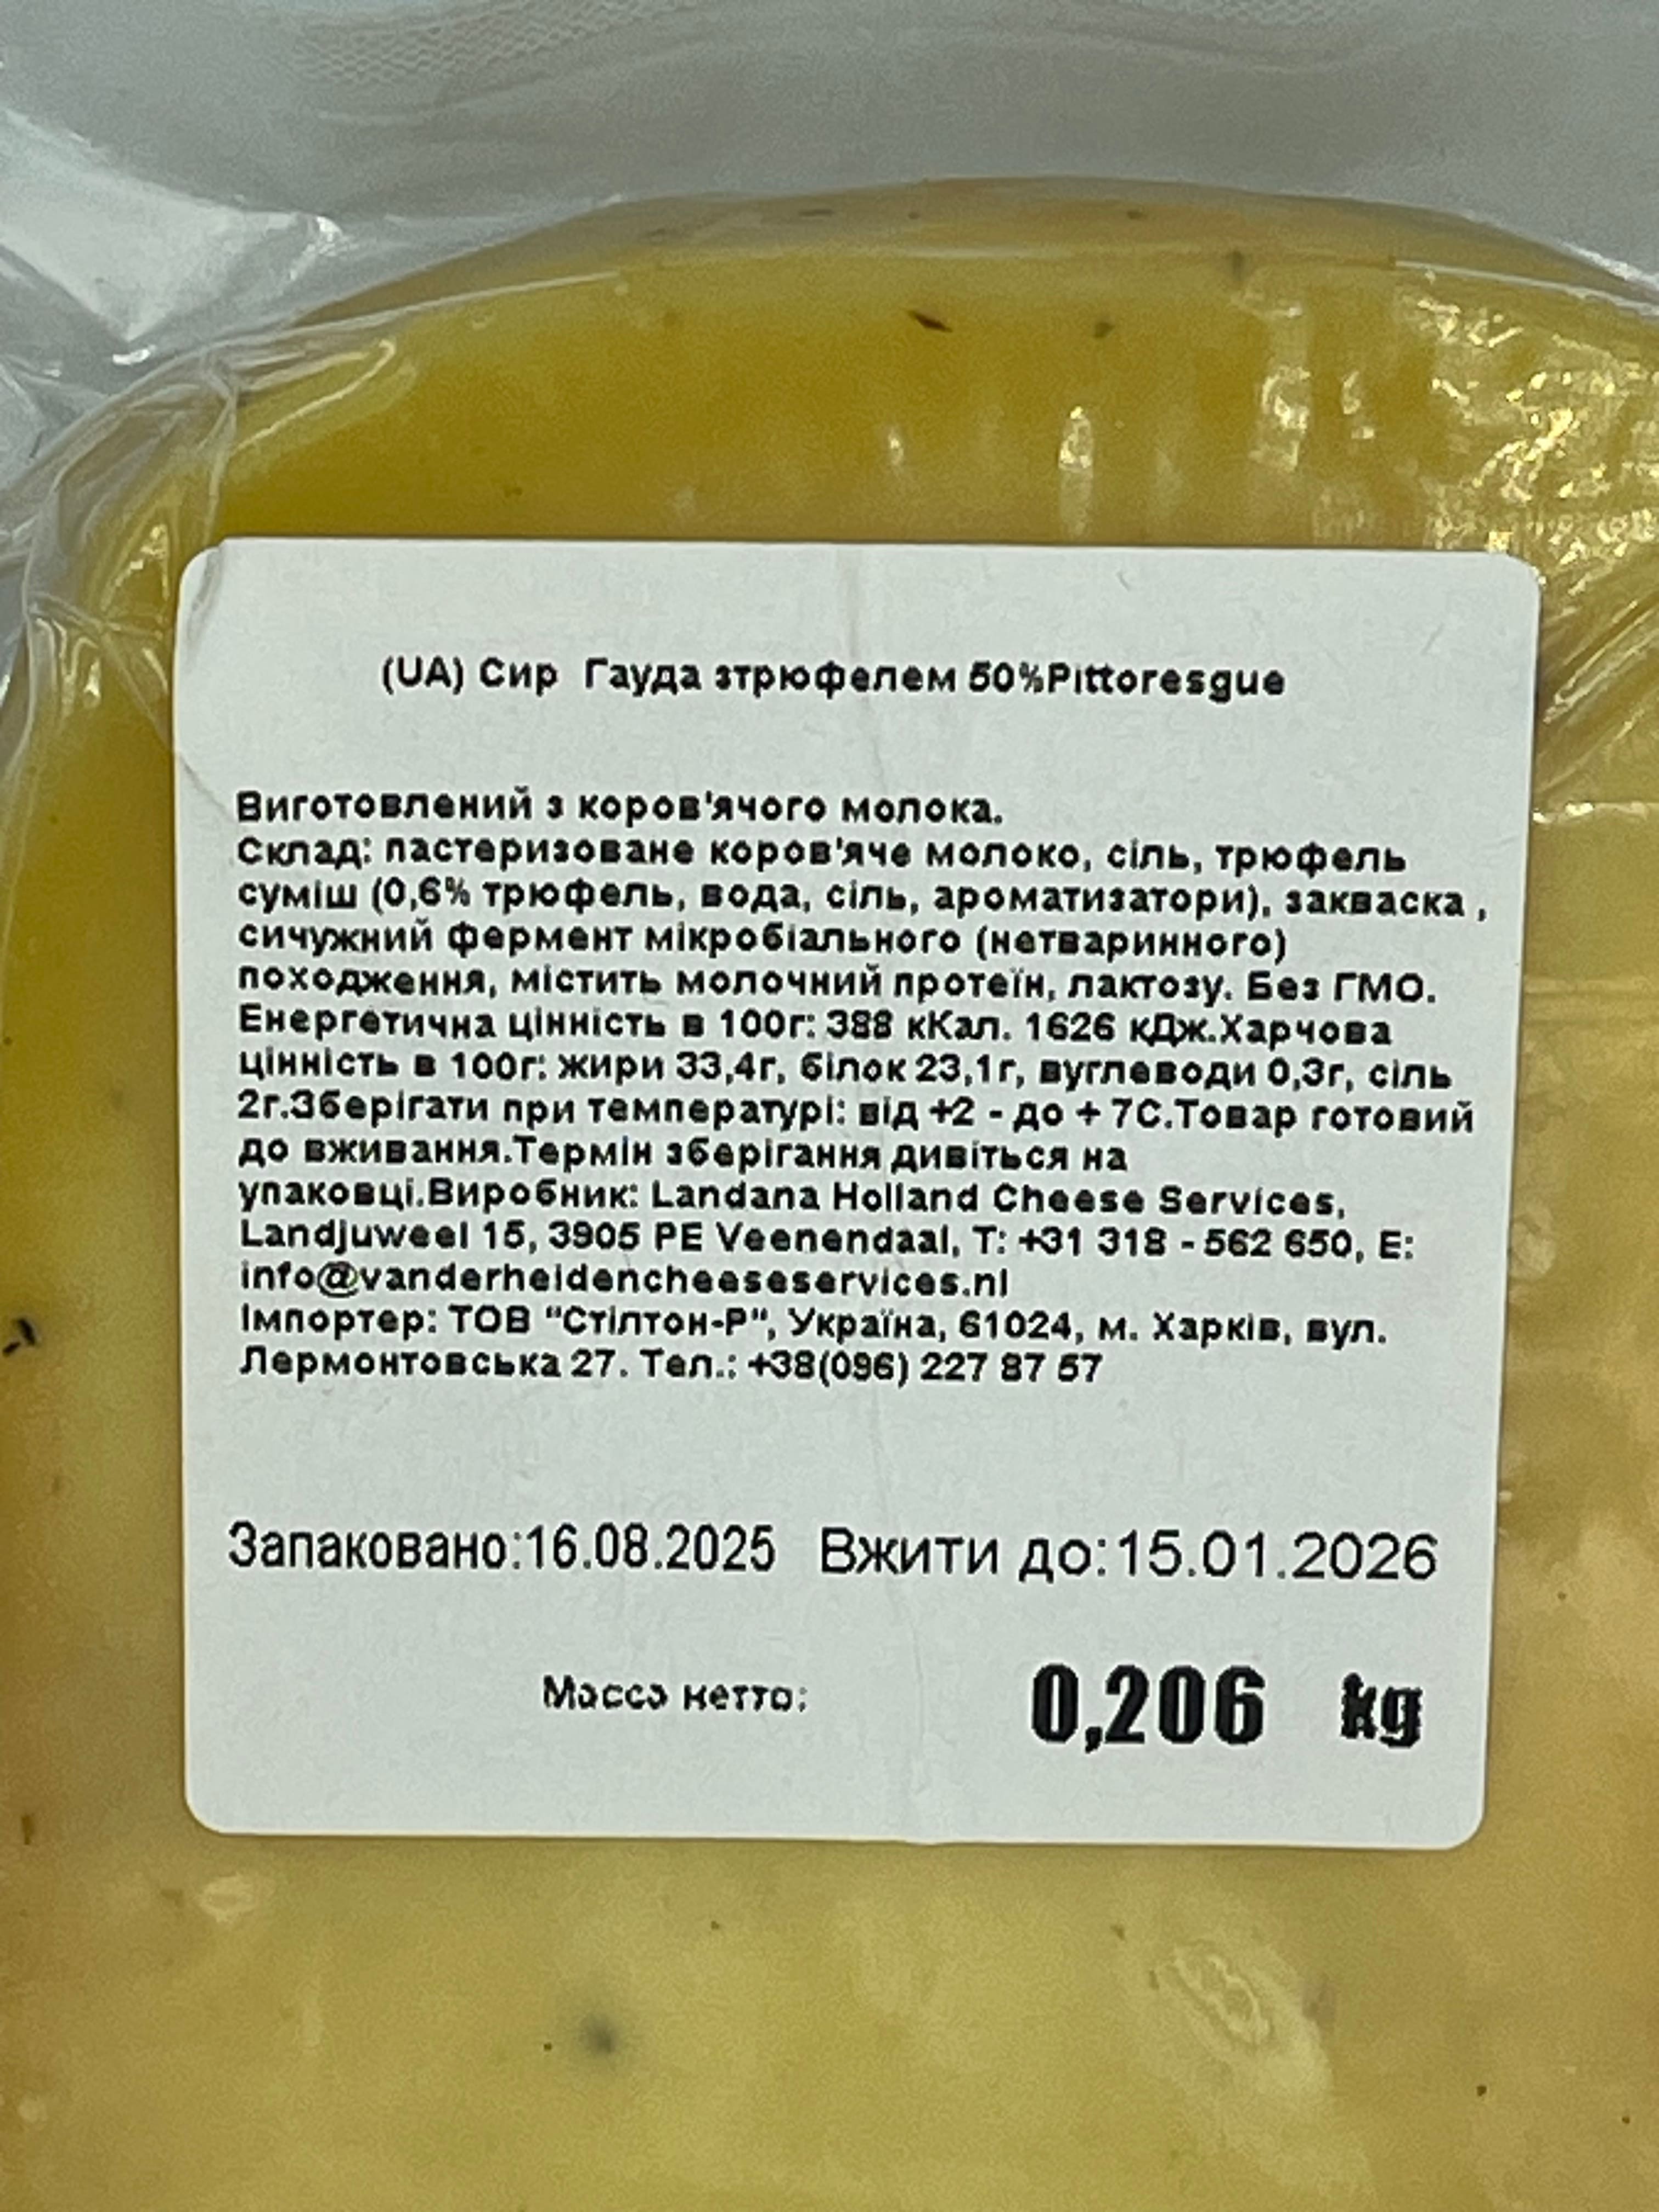 (UA) Сир Гауда зтрюфелем 50%Pittoresgue
Виготовлений з коров'ячого молока.
Склад: пастеризоване коров'яче молоко, сіль, трюфель
суміш (0,6% трюфель, вода, сіль, ароматизатори), закваска ,
сичужний фермент мікробіального (нетваринного)
походження, містить молочний протеїн, лактозу. Без ГМО.
Енергетична цінність в 100г: 388 кКал. 1626 кДж.Харчова
цінність в 100г: жири 33,4г, білок 23,1г, вуглеводи 0,3г, сіль
2г.Зберігати при температурі: від +2 - до + 7С.Товар готовий
до вживання.Термін зберігання дивіться на
упаковці.Виробник: Landana Holland Cheese Services,
Landjuweel 15, 3905 PE Veenendaal, T: +31 318 - 562 650, E:
info@vanderheidencheeseservices.nl
Імпортер: ТОВ "Стілтон-Р", Україна, 61024, м. Харків, вул.
Лермонтовська 27. Тел.: +38(096) 227 87 57
Запаковано:16.08.2025 Вжити до:15.01.2026
Масса нетто: 0,206 kg